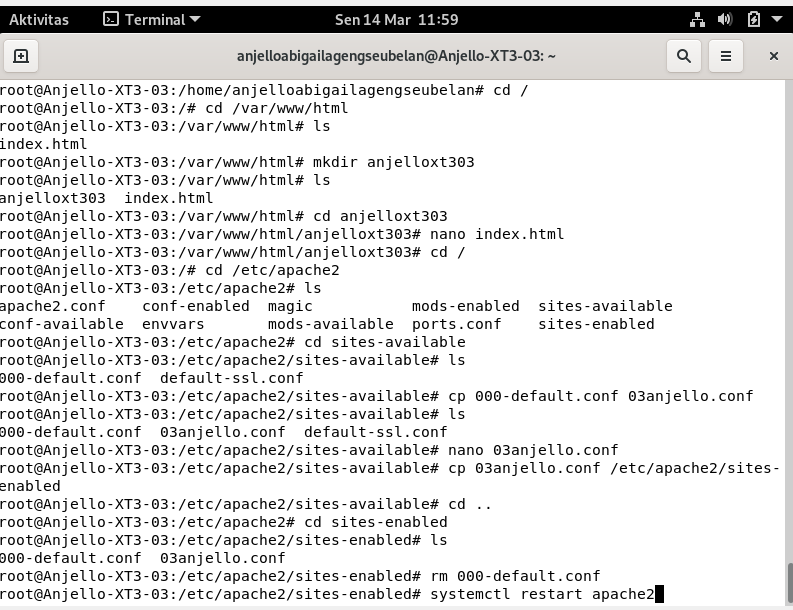 Aktivitas Terminal Sen 14 Mar 11:59
anjelloabigailagengseubelan@Anjello-XT3-03: ~
root@Anjello-XT3-03:/home/anjelloabigailagengseubelan# cd /
root@Anjello-XT3-03:/# cd /var/www/html
root@Anjello-XT3-03:/var/www/html# ls
index.html
root@Anjello-XT3-03:/var/www/html# mkdir anjelloxt303
root@Anjello-XT3-03:/var/www/html# ls
anjelloxt303  index.html
root@Anjello-XT3-03:/var/www/html# cd anjelloxt303
root@Anjello-XT3-03:/var/www/html/anjelloxt303# nano index.html
root@Anjello-XT3-03:/var/www/html/anjelloxt303# cd /
root@Anjello-XT3-03:/# cd /etc/apache2
root@Anjello-XT3-03:/etc/apache2# ls
apache2.conf    conf-enabled  magic           mods-enabled  sites-available
conf-available  envvars       mods-available  ports.conf    sites-enabled
root@Anjello-XT3-03:/etc/apache2# cd sites-available
root@Anjello-XT3-03:/etc/apache2/sites-available# ls
000-default.conf  default-ssl.conf
root@Anjello-XT3-03:/etc/apache2/sites-available# cp 000-default.conf 03anjello.conf
root@Anjello-XT3-03:/etc/apache2/sites-available# ls
000-default.conf  03anjello.conf  default-ssl.conf
root@Anjello-XT3-03:/etc/apache2/sites-available# nano 03anjello.conf
root@Anjello-XT3-03:/etc/apache2/sites-available# cp 03anjello.conf /etc/apache2/sites-
enabled
root@Anjello-XT3-03:/etc/apache2/sites-available# cd ..
root@Anjello-XT3-03:/etc/apache2# cd sites-enabled
root@Anjello-XT3-03:/etc/apache2/sites-enabled# ls
000-default.conf  03anjello.conf
root@Anjello-XT3-03:/etc/apache2/sites-enabled# rm 000-default.conf
root@Anjello-XT3-03:/etc/apache2/sites-enabled# systemctl restart apache2